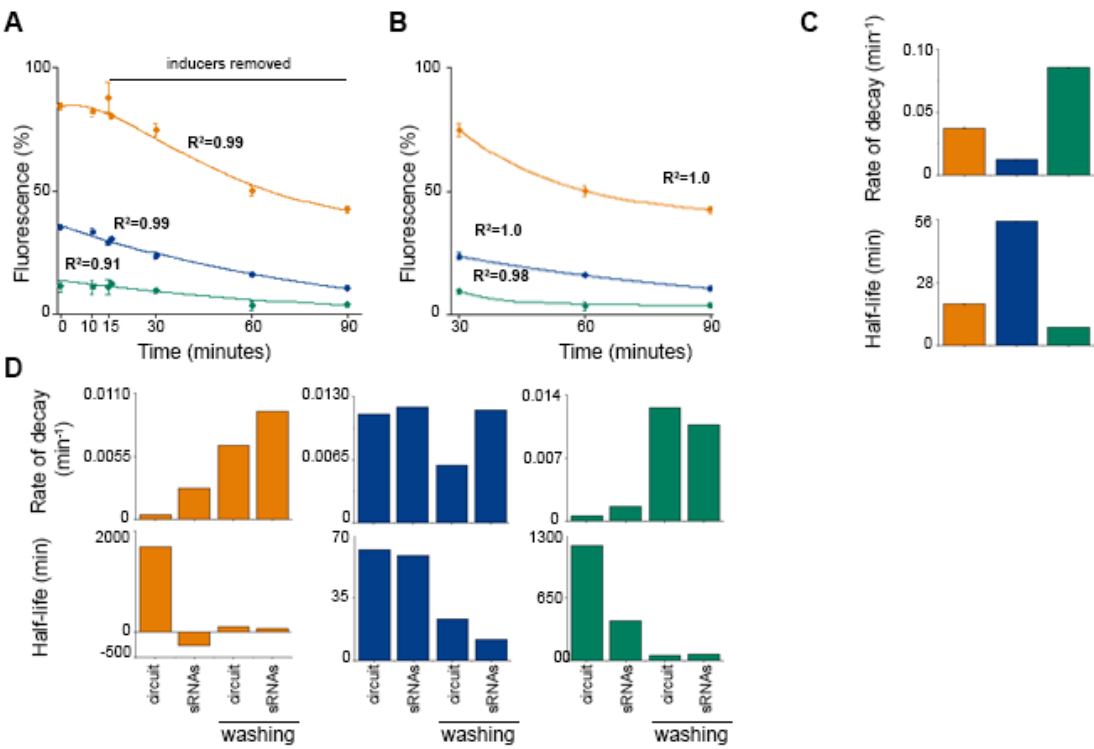 A
inducers removed
100
50
0
Fluorescence (%)
R²=0.99
R²=0.99
R²=0.91
0 10 15 30 60 90
Time (minutes)
B
100
50
0
Fluorescence (%)
R²=1.0
R²=1.0
R²=0.98
30 60 90
Time (minutes)
C
Rate of decay (min⁻¹)
0.10
0.05
0
Half-life (min)
56
28
0
D
Rate of decay
(min⁻¹)
0.0110
0.0055
0
0.0130
0.0065
0
0.014
0.007
0
Half-life (min)
2000
0
-500
70
35
0
1300
650
00
circuit sRNAs circuit sRNAs
washing
circuit sRNAs circuit sRNAs
washing
circuit sRNAs circuit sRNAs
washing